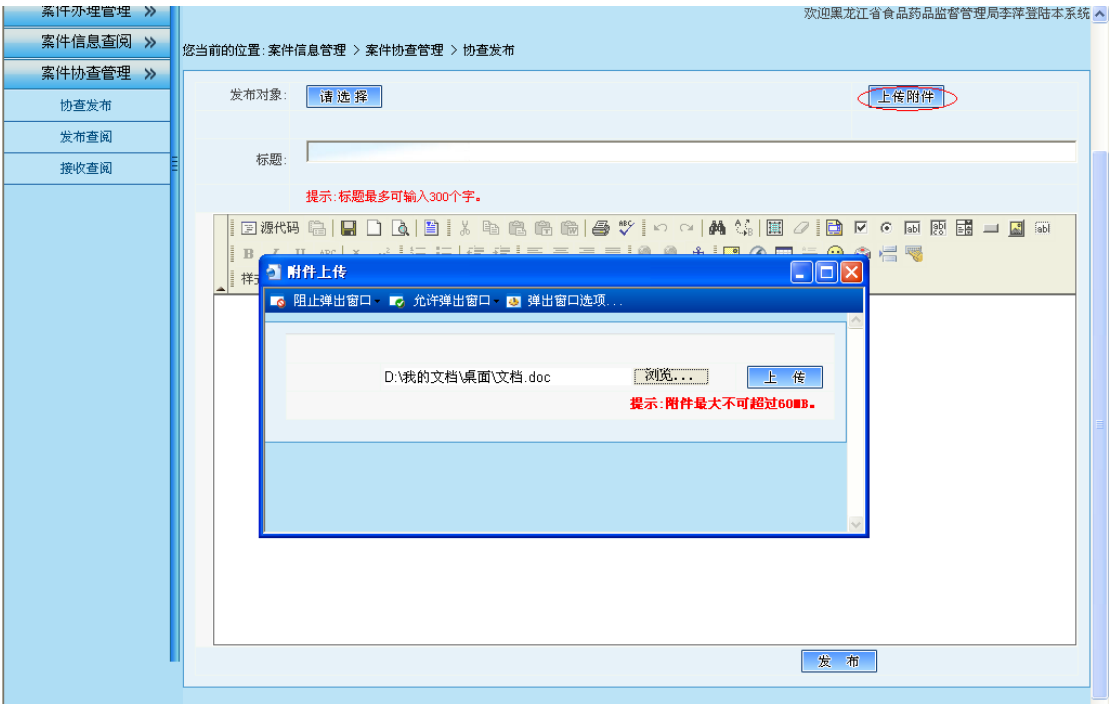 案件办理管理 »
欢迎黑龙江省食品药品监督管理局李萍登陆本系统
案件信息查阅 »
您当前的位置:案件信息管理 > 案件协查管理 > 协查发布
案件协查管理 »
协查发布
发布查阅
接收查阅
发布对象: 请选择 上传附件
标题:
提示:标题最多可输入300个字。
源代码
附件上传
阻止弹出窗口 允许弹出窗口 弹出窗口选项...
D:\我的文档\桌面\文档.doc 浏览... 上 传
提示:附件最大不可超过60MB。
发 布